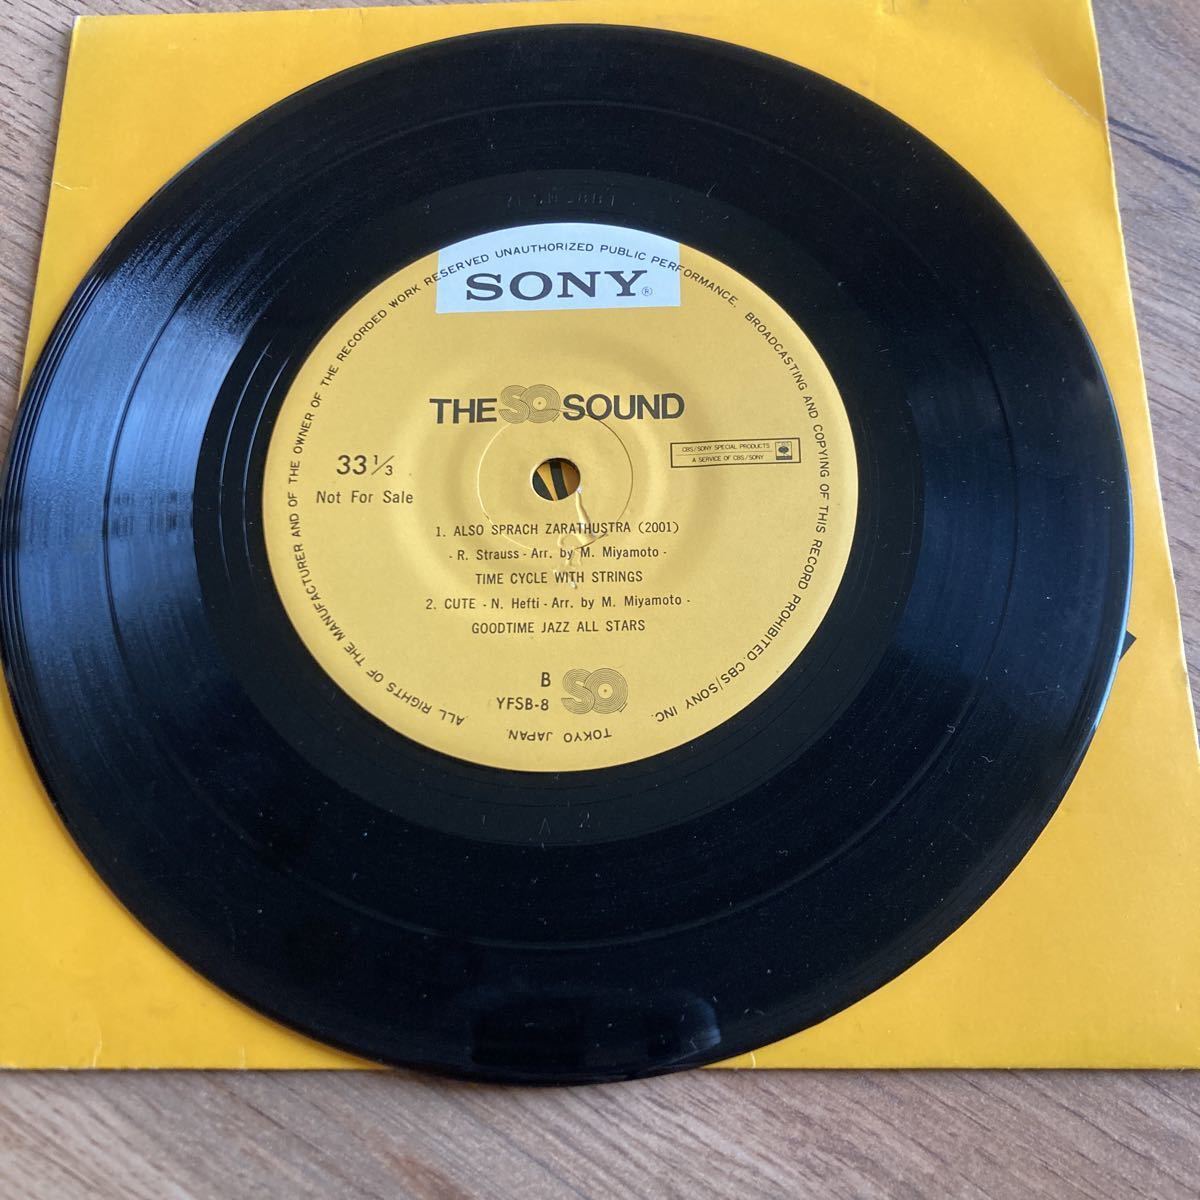 ALL RIGHTS OF THE MANUFACTURER AND OF THE OWNER OF THE RECORDED WORK RESERVED UNAUTHORIZED PUBLIC PERFORMANCE. BROADCASTING AND COPYING OF THIS RECORD PROHIBITED. CBS/SONY INC.
TOKYO JAPAN.
SONY®
THE SQ SOUND
CBS/SONY SPECIAL PRODUCTS
A SERVICE OF CBS/SONY
33 1/3
Not For Sale
1. ALSO SPRACH ZARATHUSTRA (2001)
- R. Strauss - Arr. by M. Miyamoto -
TIME CYCLE WITH STRINGS
2. CUTE - N. Hefti - Arr. by M. Miyamoto -
GOODTIME JAZZ ALL STARS
B
YFSB-8 SQ